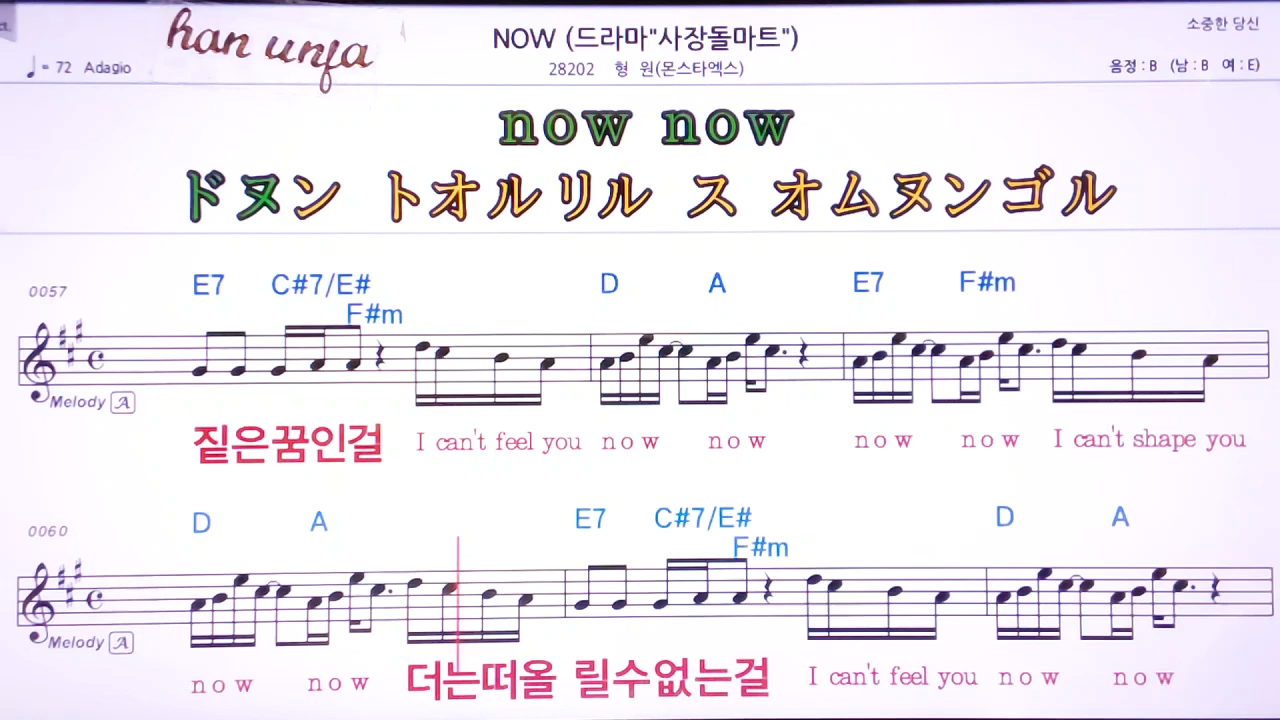 소중한 당신
han unja
NOW (드라마"사장돌마트")
♩= 72 Adagio
28202 형 원(몬스타엑스)
음정 : B (남 : B 여 : E)
now now
ドヌン トオルリル ス オムヌンゴル
0057
E7 C#7/E# F#m D A E7 F#m
Melody A
짙은꿈인걸 I can't feel you now now now now I can't shape you
0060
D A E7 C#7/E# F#m D A
Melody A
now now 더는떠올 릴수없는걸 I can't feel you now now